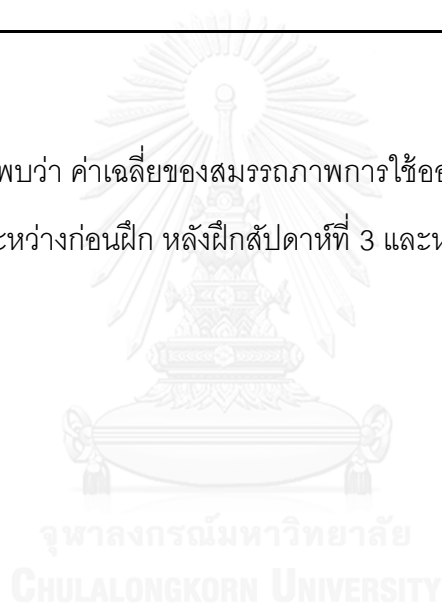 พบว่า ค่าเฉลี่ยของสมรรถภาพการใช้ออ
ะหว่างก่อนฝึก หลังฝึกสัปดาห์ที่ 3 และห
จุฬาลงกรณ์มหาวิทยาลัย
CHULALONGKORN UNIVERSITY